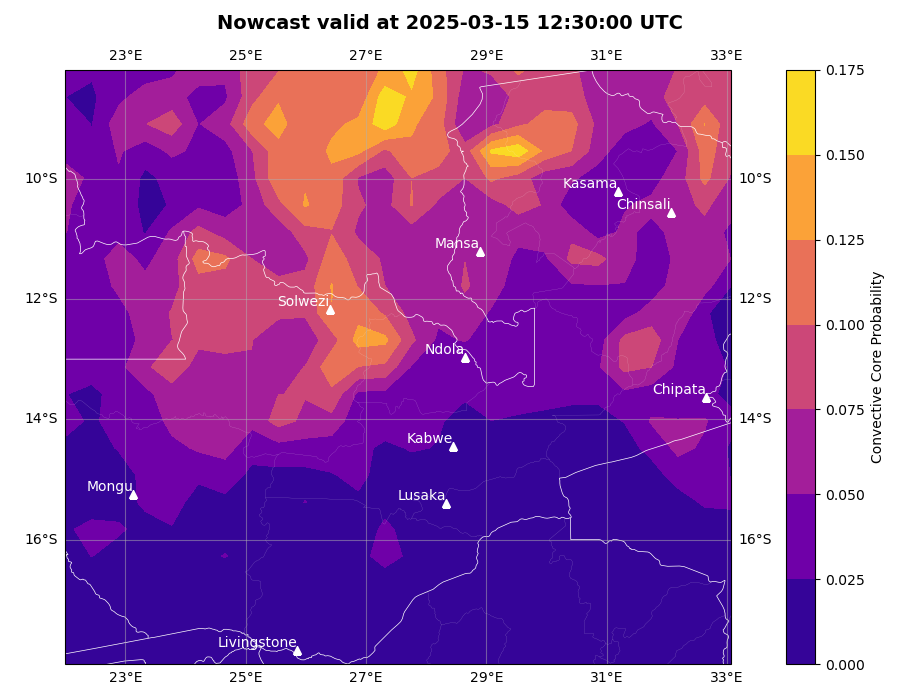 Nowcast valid at 2025-03-15 12:30:00 UTC
23°E 25°E 27°E 29°E 31°E 33°E
0.175
0.150
10°S 10°S
Kasama
Chinsali
0.125
Mansa
12°S 12°S
Solwezi
0.100
Ndola
Chipata
0.075
14°S 14°S
Kabwe
Mongu
Lusaka
0.050
16°S 16°S
0.025
Livingstone
0.000
23°E 25°E 27°E 29°E 31°E 33°E
Convective Core Probability